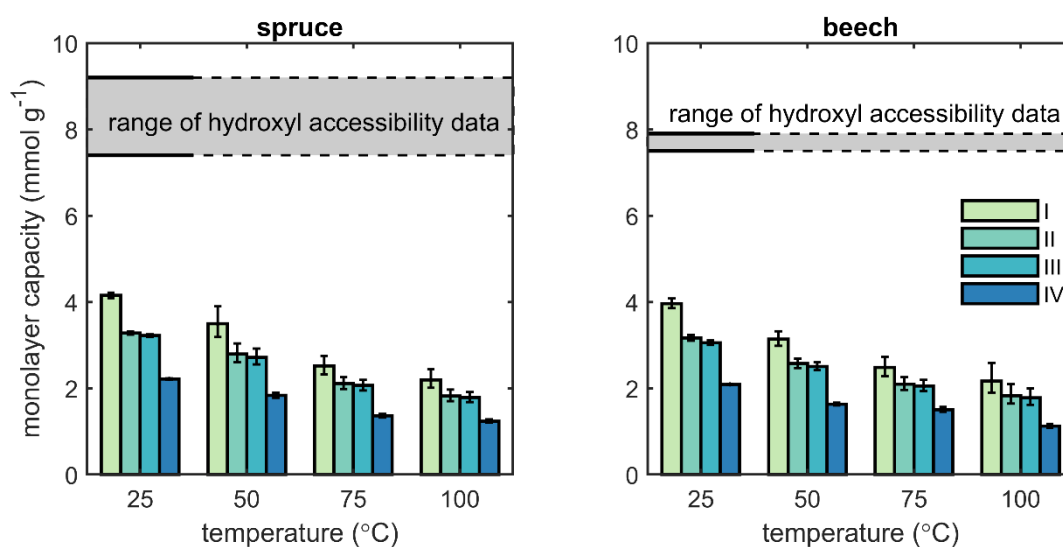 spruce
10
8
6
4
2
0
range of hydroxyl accessibility data
monolayer capacity (mmol g-1)
25 50 75 100
temperature (°C)
beech
10
8
6
4
2
0
range of hydroxyl accessibility data
I
II
III
IV
25 50 75 100
temperature (°C)